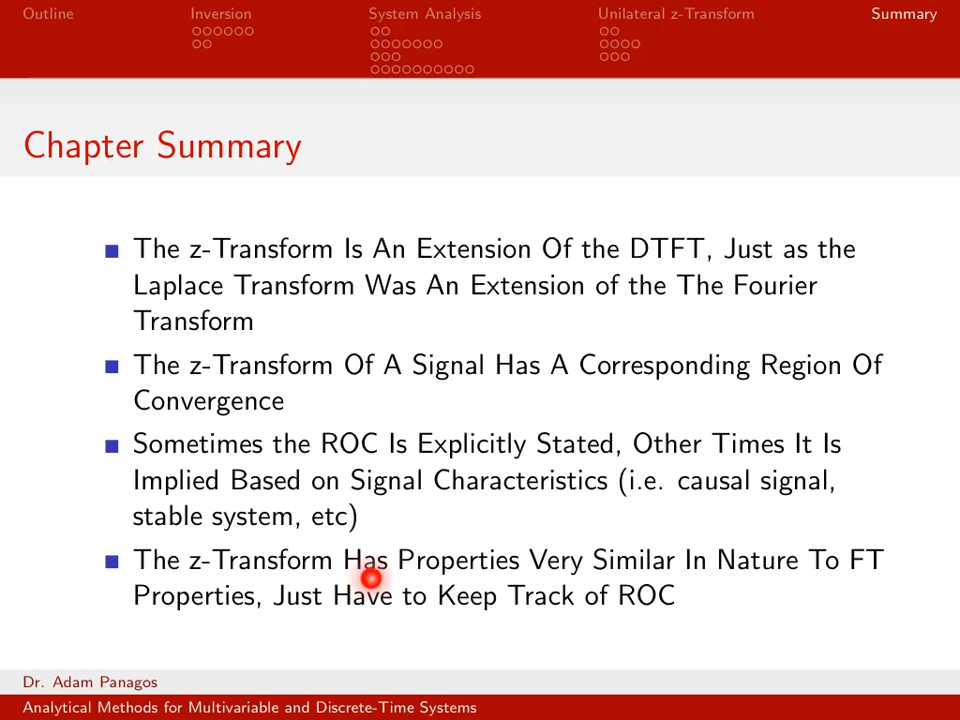 Outline
Inversion
System Analysis
Unilateral z-Transform
Summary
Chapter Summary
The z-Transform Is An Extension Of the DTFT, Just as the
Laplace Transform Was An Extension of the The Fourier
Transform
The z-Transform Of A Signal Has A Corresponding Region Of
Convergence
Sometimes the ROC Is Explicitly Stated, Other Times It Is
Implied Based on Signal Characteristics (i.e. causal signal,
stable system, etc)
The z-Transform Has Properties Very Similar In Nature To FT
Properties, Just Have to Keep Track of ROC
Dr. Adam Panagos
Analytical Methods for Multivariable and Discrete-Time Systems